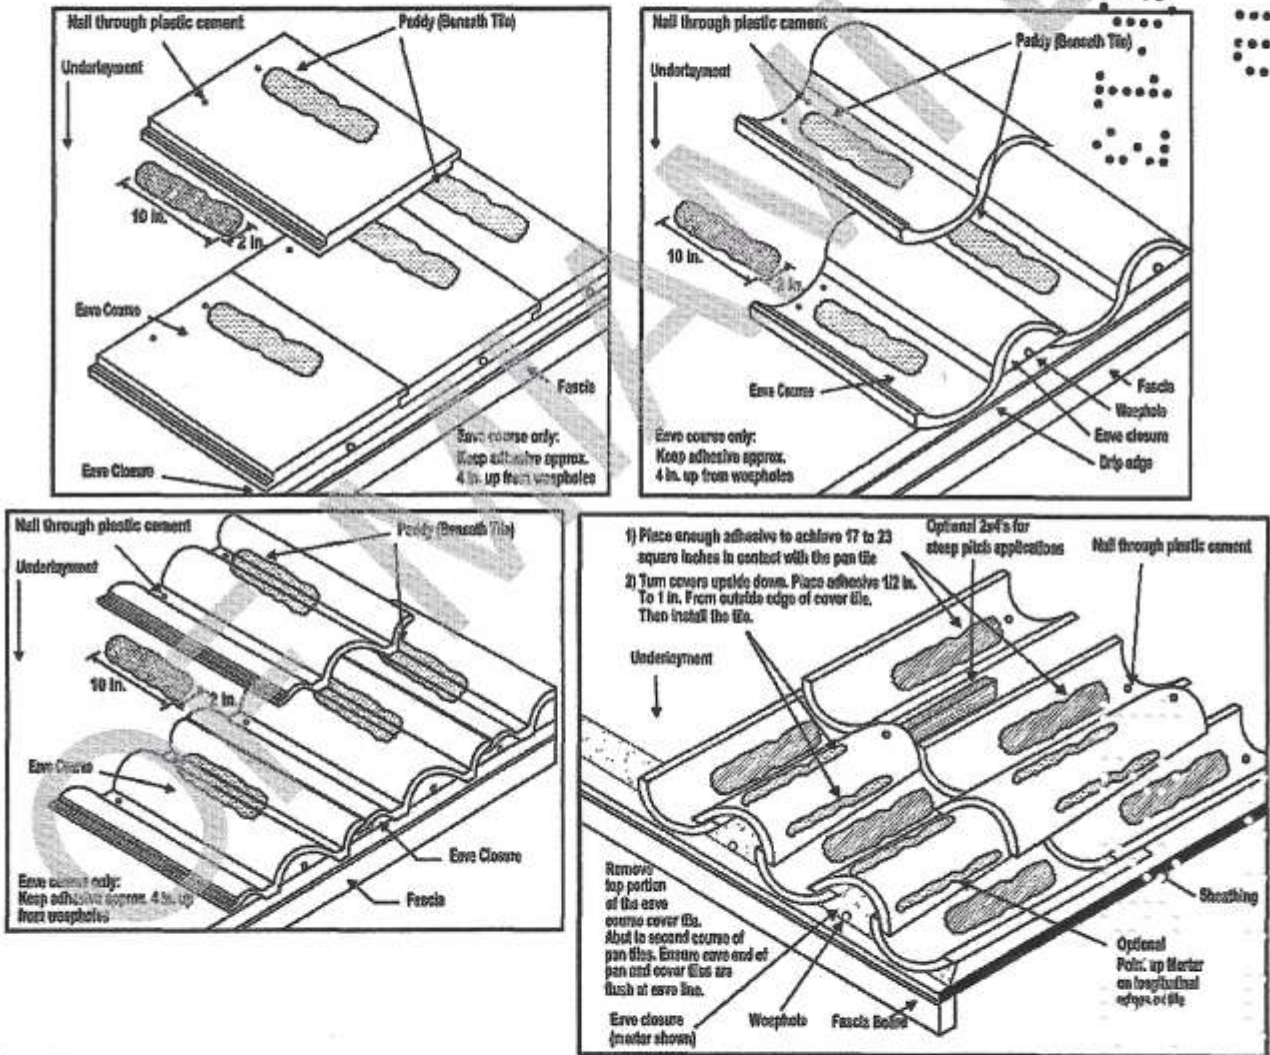 Nail through plastic cement
Paddy (Beneath Tile)
Underlayment
10 in.
2 in.
Eave Course
Fascia
Eave course only:
Keep adhesive approx.
4 in. up from weepholes
Eave Closure
Nail through plastic cement
Paddy (Beneath Tile)
Underlayment
10 in.
2 in.
Eave Course
Fascia
Weephole
Eave closure
Drip edge
Eave course only:
Keep adhesive approx.
4 in. up from weepholes
Nail through plastic cement
Paddy (Beneath Tile)
Underlayment
10 in.
2 in.
Eave Course
Eave Closure
Fascia
Eave course only:
Keep adhesive approx. 4 in. up
from weepholes
1) Place enough adhesive to achieve 17 to 23
square inches in contact with the pan tile
2) Turn covers upside down. Place adhesive 1/2 in.
To 1 in. From outside edge of cover tile.
Then install the tile.
Optional 2x4's for
steep pitch applications
Nail through plastic cement
Underlayment
Remove
top portion
of the eave
course cover tile.
Abut to second course of
pan tiles. Ensure eave end of
pan and cover tiles are
flush at eave line.
Eave closure
(mortar shown)
Weephole
Fascia Board
Sheathing
Optional
Point up Mortar
on longitudinal
edges of tile